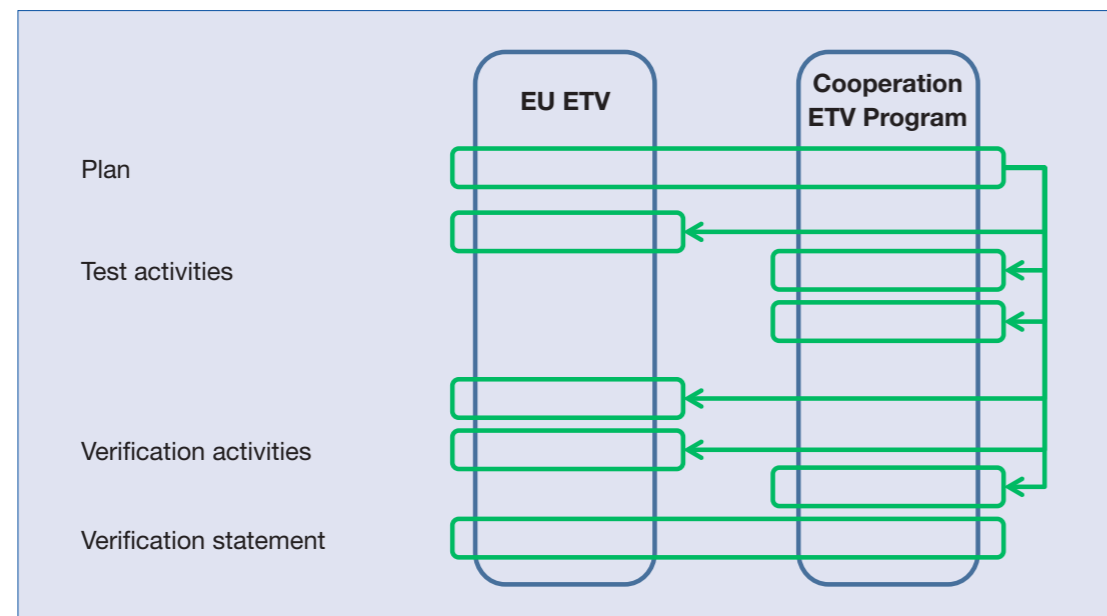 EU ETV
Cooperation
ETV Program
Plan
Test activities
Verification activities
Verification statement